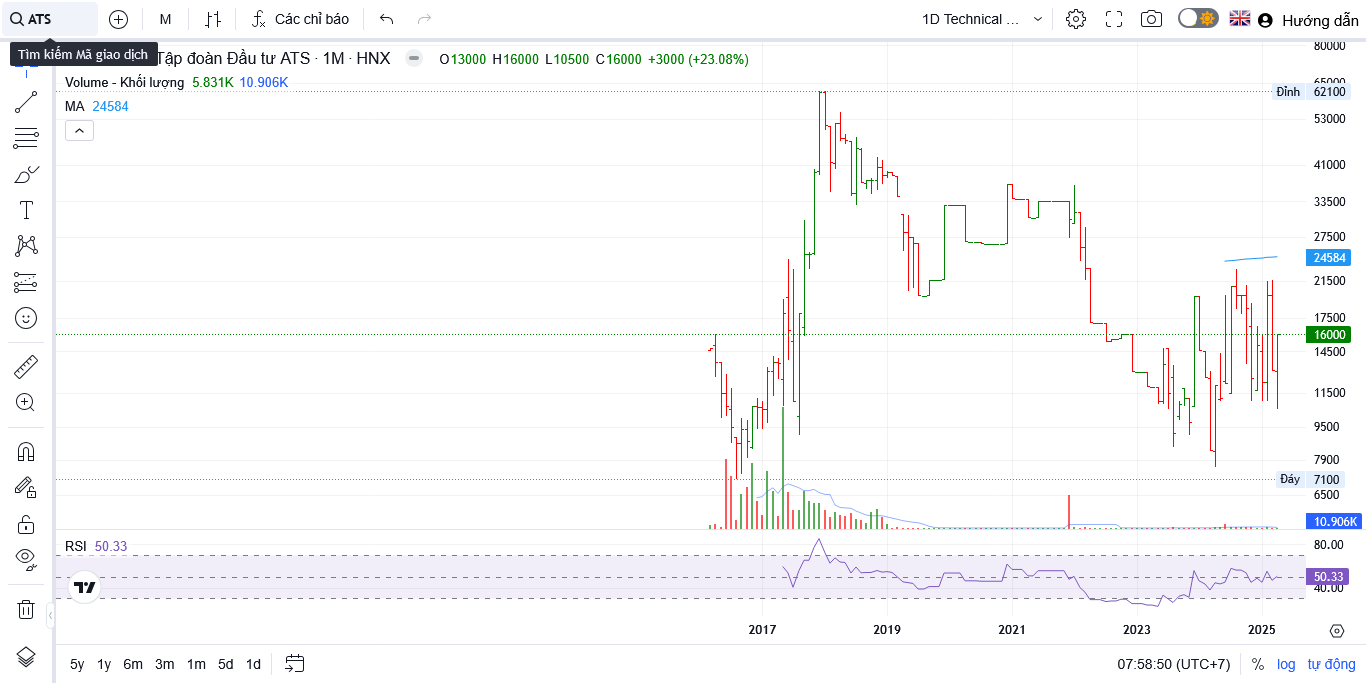 ATS
M
Các chỉ báo
1D Technical ...
Hướng dẫn
Tìm kiếm Mã giao dịch
Tập đoàn Đầu tư ATS · 1M · HNX
O13000 H16000 L10500 C16000 +3000 (+23.08%)
Volume - Khối lượng 5.831K 10.906K
MA 24584
80000
65000
Đỉnh 62100
53000
41000
33500
27500
24584
21500
17500
16000
14500
11500
9500
7900
Đáy 7100
6500
10.906K
RSI 50.33
80.00
50.33
40.00
2017 2019 2021 2023 2025
5y 1y 6m 3m 1m 5d 1d
07:58:50 (UTC+7) % log tự động